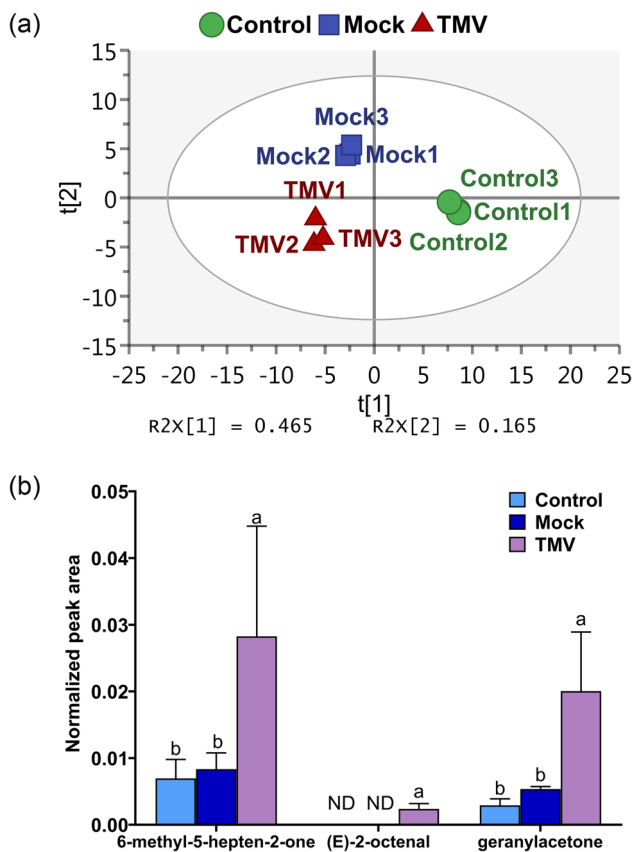 (a)
Control Mock TMV
15
10
5
0
-5
-10
-15
t[2]
Mock3
Mock2 Mock1
TMV1
TMV2 TMV3
Control3
Control1
Control2
-25 -20 -15 -10 -5 0 5 10 15 20 25
t[1]
R2X[1] = 0.465 R2X[2] = 0.165
(b)
Normalized peak area
0.05
0.04
0.03
0.02
0.01
0.00
Control
Mock
TMV
b b a
ND ND a
b b a
6-methyl-5-hepten-2-one (E)-2-octenal geranylacetone